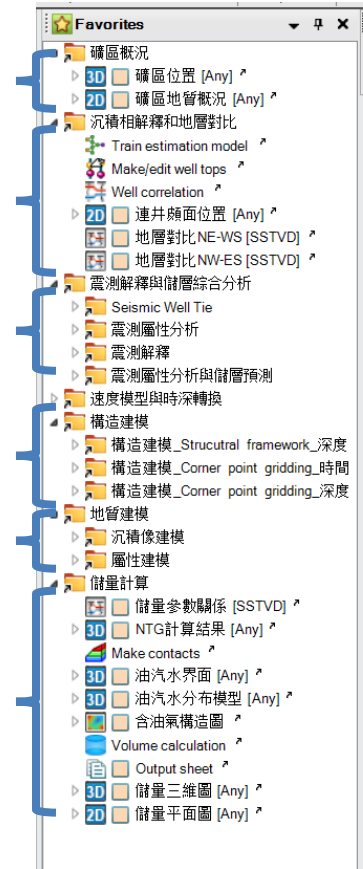 Favorites
礦區概況
3D 礦區位置 [Any]
2D 礦區地質概況 [Any]
沉積相解釋和地層對比
Train estimation model
Make/edit well tops
Well correlation
2D 連井頗面位置 [Any]
地層對比NE-WS [SSTVD]
地層對比NW-ES [SSTVD]
震測解釋與儲層綜合分析
Seismic Well Tie
震測屬性分析
震測解釋
震測屬性分析與儲層預測
速度模型與時深轉換
構造建模
構造建模_Strucutral framework_深度
構造建模_Corner point gridding_時間
構造建模_Corner point gridding_深度
地質建模
沉積像建模
屬性建模
儲量計算
儲量參數關係 [SSTVD]
3D NTG計算結果 [Any]
Make contacts
3D 油汽水界面 [Any]
3D 油汽水分布模型 [Any]
含油氣構造圖
Volume calculation
Output sheet
3D 儲量三維圖 [Any]
2D 儲量平面圖 [Any]